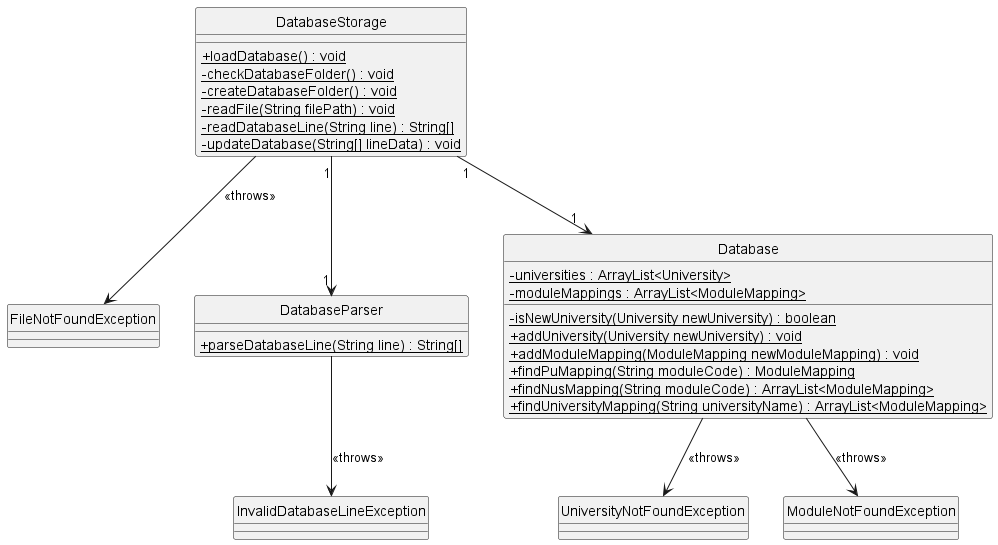 DatabaseStorage
+loadDatabase() : void
-checkDatabaseFolder() : void
-createDatabaseFolder() : void
-readFile(String filePath) : void
-readDatabaseLine(String line) : String[]
-updateDatabase(String[] lineData) : void
1
1
«throws»
1
1
Database
-universities : ArrayList<University>
-moduleMappings : ArrayList<ModuleMapping>
-isNewUniversity(University newUniversity) : boolean
+addUniversity(University newUniversity) : void
+addModuleMapping(ModuleMapping newModuleMapping) : void
+findPuMapping(String moduleCode) : ModuleMapping
+findNusMapping(String moduleCode) : ArrayList<ModuleMapping>
+findUniversityMapping(String universityName) : ArrayList<ModuleMapping>
FileNotFoundException
DatabaseParser
+parseDatabaseLine(String line) : String[]
«throws»
«throws»
«throws»
InvalidDatabaseLineException
UniversityNotFoundException
ModuleNotFoundException